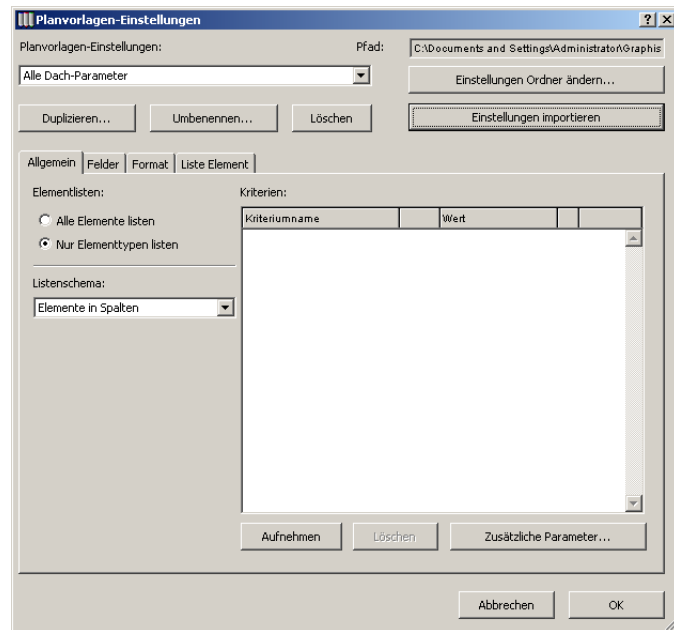 Planvorlagen-Einstellungen
Planvorlagen-Einstellungen:
Pfad:
C:\Documents and Settings\Administrator\Graphis
Alle Dach-Parameter
Einstellungen Ordner ändern...
Duplizieren...
Umbenennen...
Löschen
Einstellungen importieren
Allgemein
Felder
Format
Liste Element
Elementlisten:
Kriterien:
Kriteriumname
Wert
Alle Elemente listen
Nur Elementtypen listen
Listenschema:
Elemente in Spalten
Aufnehmen
Löschen
Zusätzliche Parameter...
Abbrechen
OK